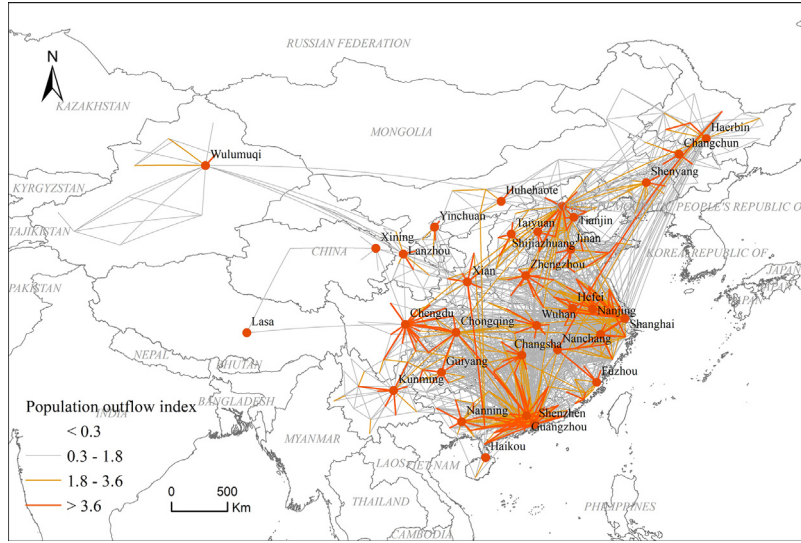 RUSSIAN FEDERATION
N
KAZAKHSTAN
MONGOLIA
Haerbin
Changchun
Wulumuqi
Shenyang
KYRGYZSTAN
Huhehaote
PEOPLE'S REPUBLIC O
Yinchuan
Taiyuan
Tianjin
TAJIKISTAN
Xining
Shijiazhuang
Jinan
CHINA
Lanzhou
KOREA REPUBLIC OF
Xian
Zhengzhou
JAPAN
PAKISTAN
JAPAN
Hefei
Nanjing
Lasa
Chengdu
Chongqing
Wuhan
Shanghai
Nanchang
NEPAL
Changsha
BHUTAN
Guiyang
Fuzhou
Kunming
BANGLADESH
Population outflow index
INDIA
Nanning
Shenzhen
Guangzhou
< 0.3
MYANMAR
0.3 - 1.8
Haikou
LAOS
VIETNAM
1.8 - 3.6
0 500
THAILAND
PHILIPPINES
> 3.6
Km
CAMBODIA